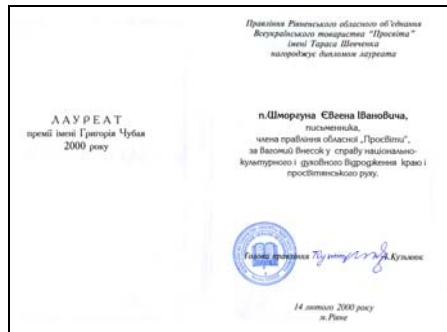 ЛАУРЕАТ
премії імені Григорія Чубая
2000 року
Правління Рівненського обласного об'єднання
Всеукраїнського товариства "Просвіта"
імені Тараса Шевченка
нагороджує дипломом лауреата
п.Шморгуна Євгена Івановича,
письменника,
члена правління обласної „Просвіти",
за вагомий внесок у справу національно-
культурного і духовного відродження краю і
просвітянського руху.
Голова правління Кузьмюк
14 лютого 2000 року
м.Рівне